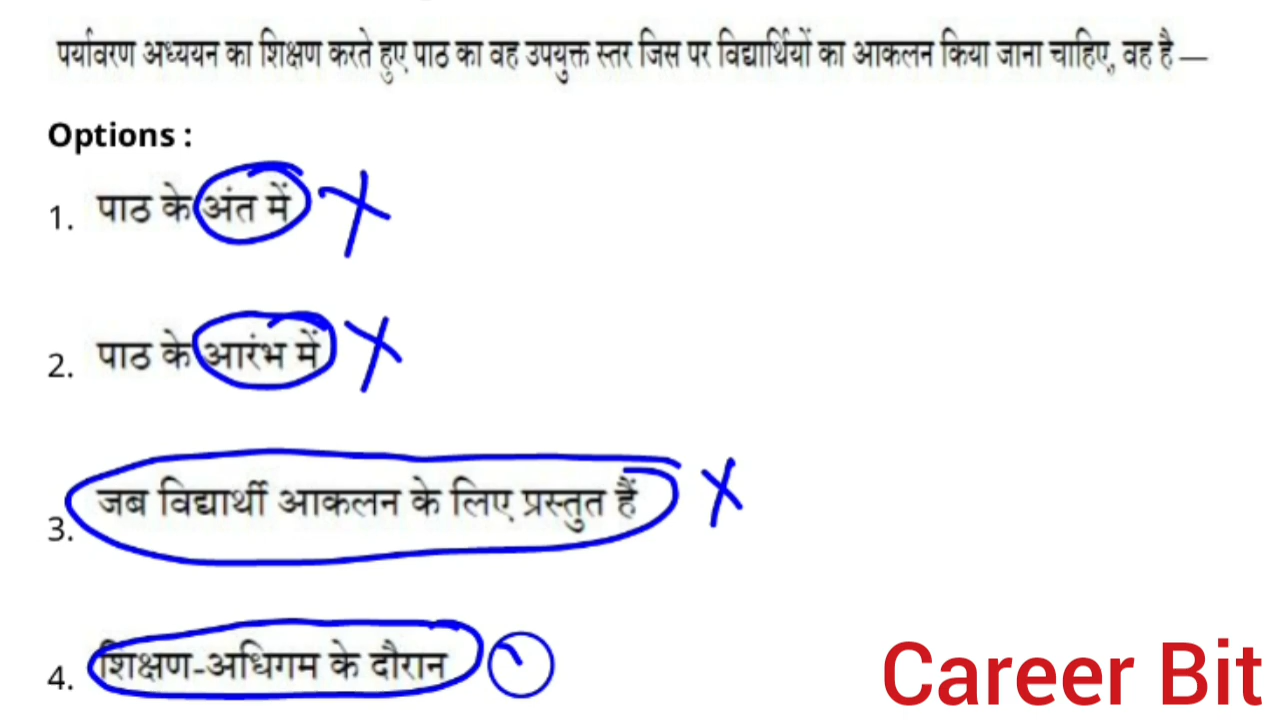 पर्यावरण अध्ययन का शिक्षण करते हुए पाठ का वह उपयुक्त स्तर जिस पर विद्यार्थियों का आकलन किया जाना चाहिए, वह है —
Options :
1. पाठ के अंत में
2. पाठ के आरंभ में
3. जब विद्यार्थी आकलन के लिए प्रस्तुत हैं
4. शिक्षण-अधिगम के दौरान
Career Bit